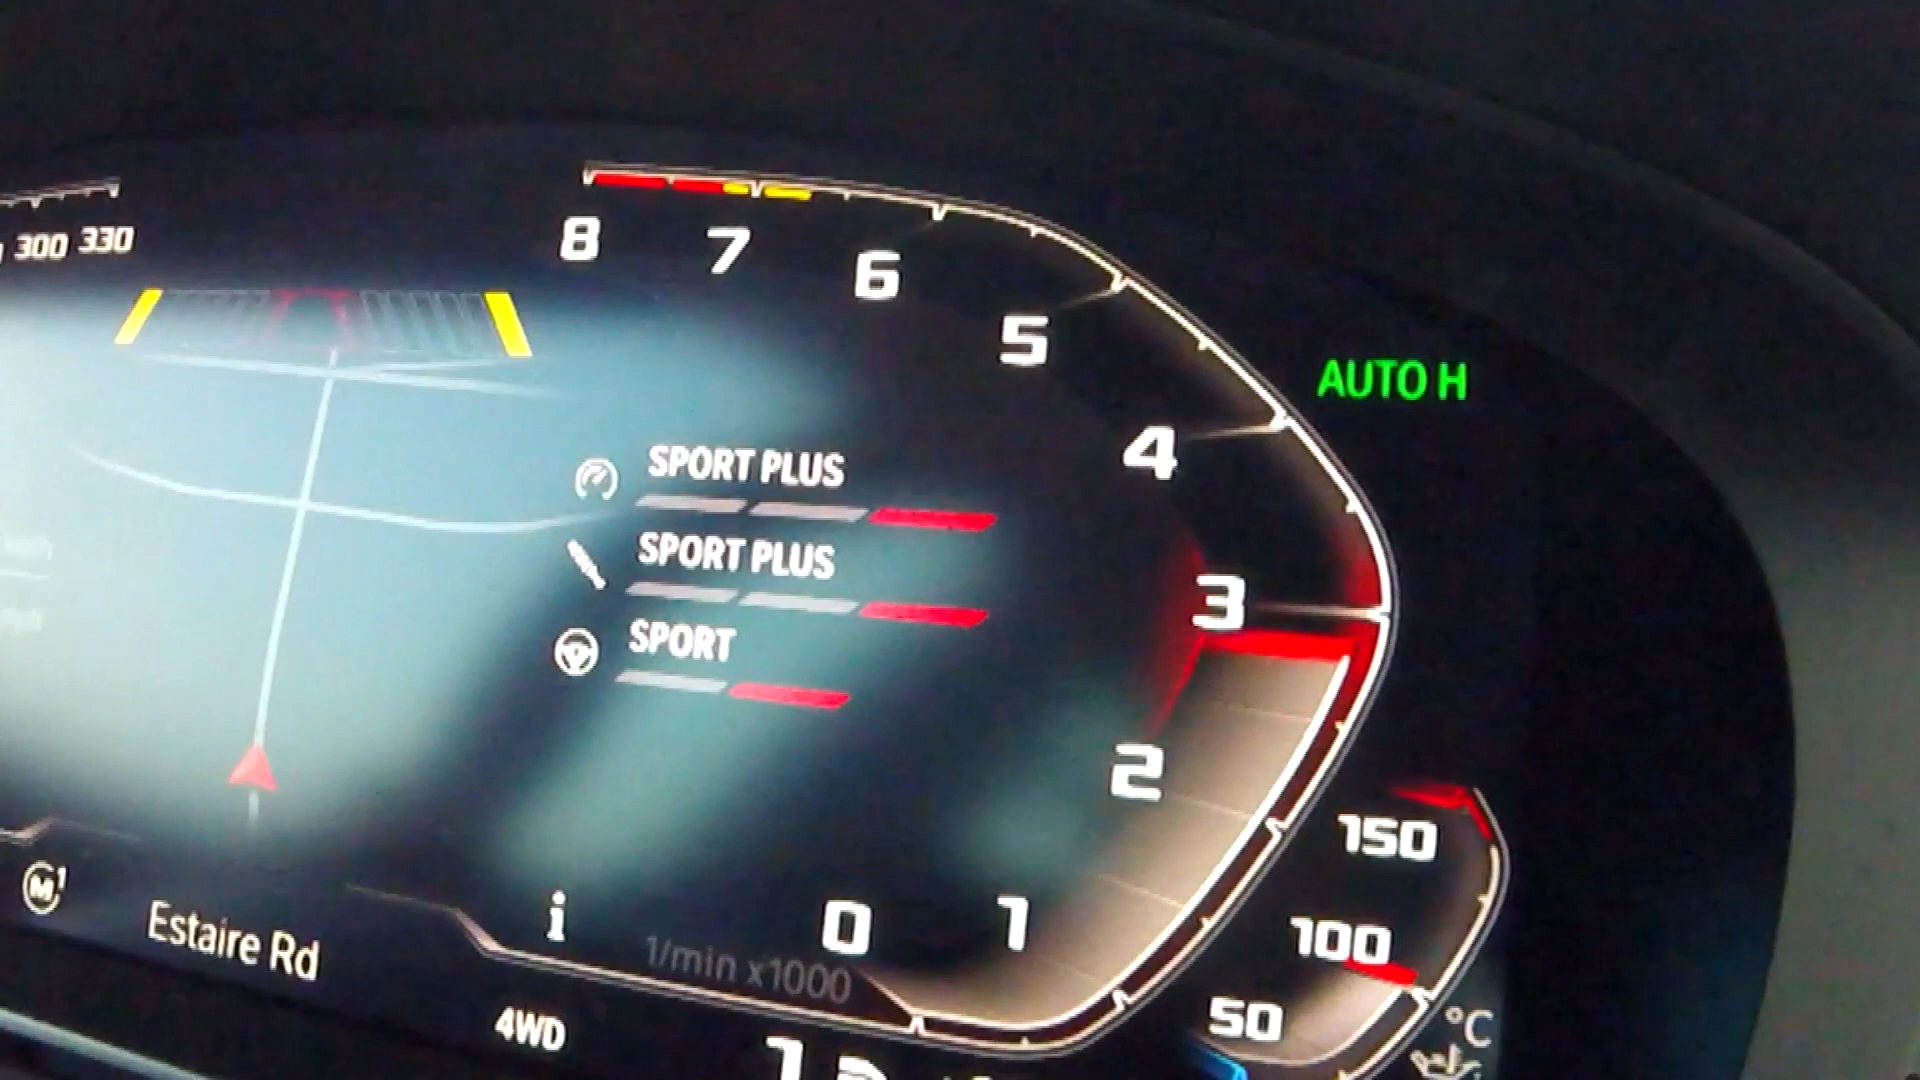 300 330
8 7 6 5 4 3 2 1 0
AUTO H
SPORT PLUS
SPORT PLUS
SPORT
150
100
50
°C
M1
Estaire Rd
i
1/min x1000
4WD